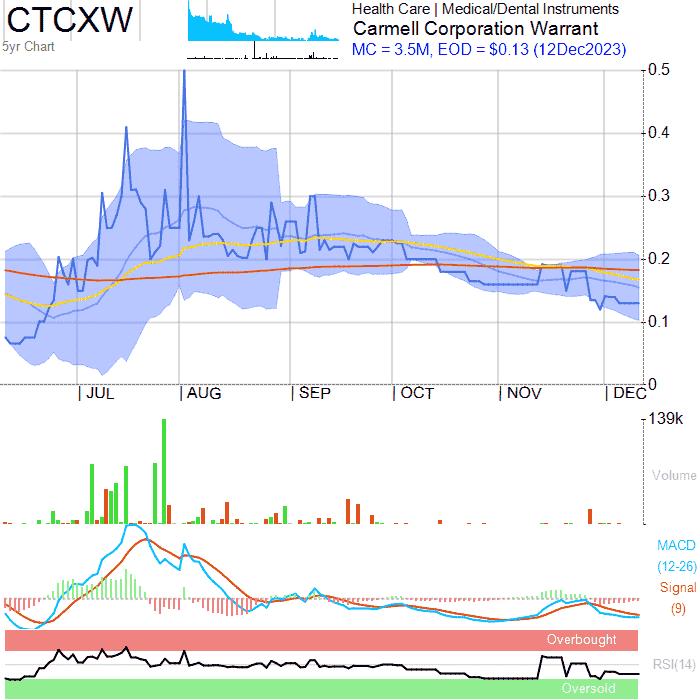 CTCXW
Health Care | Medical/Dental Instruments
Carmell Corporation Warrant
5yr Chart
MC = 3.5M, EOD = $0.13 (12Dec2023)
0.5
0.4
0.3
0.2
0.1
0
JUL AUG SEP OCT NOV DEC
139k
Volume
MACD
(12-26)
Signal
(9)
Overbought
RSI(14)
Oversold